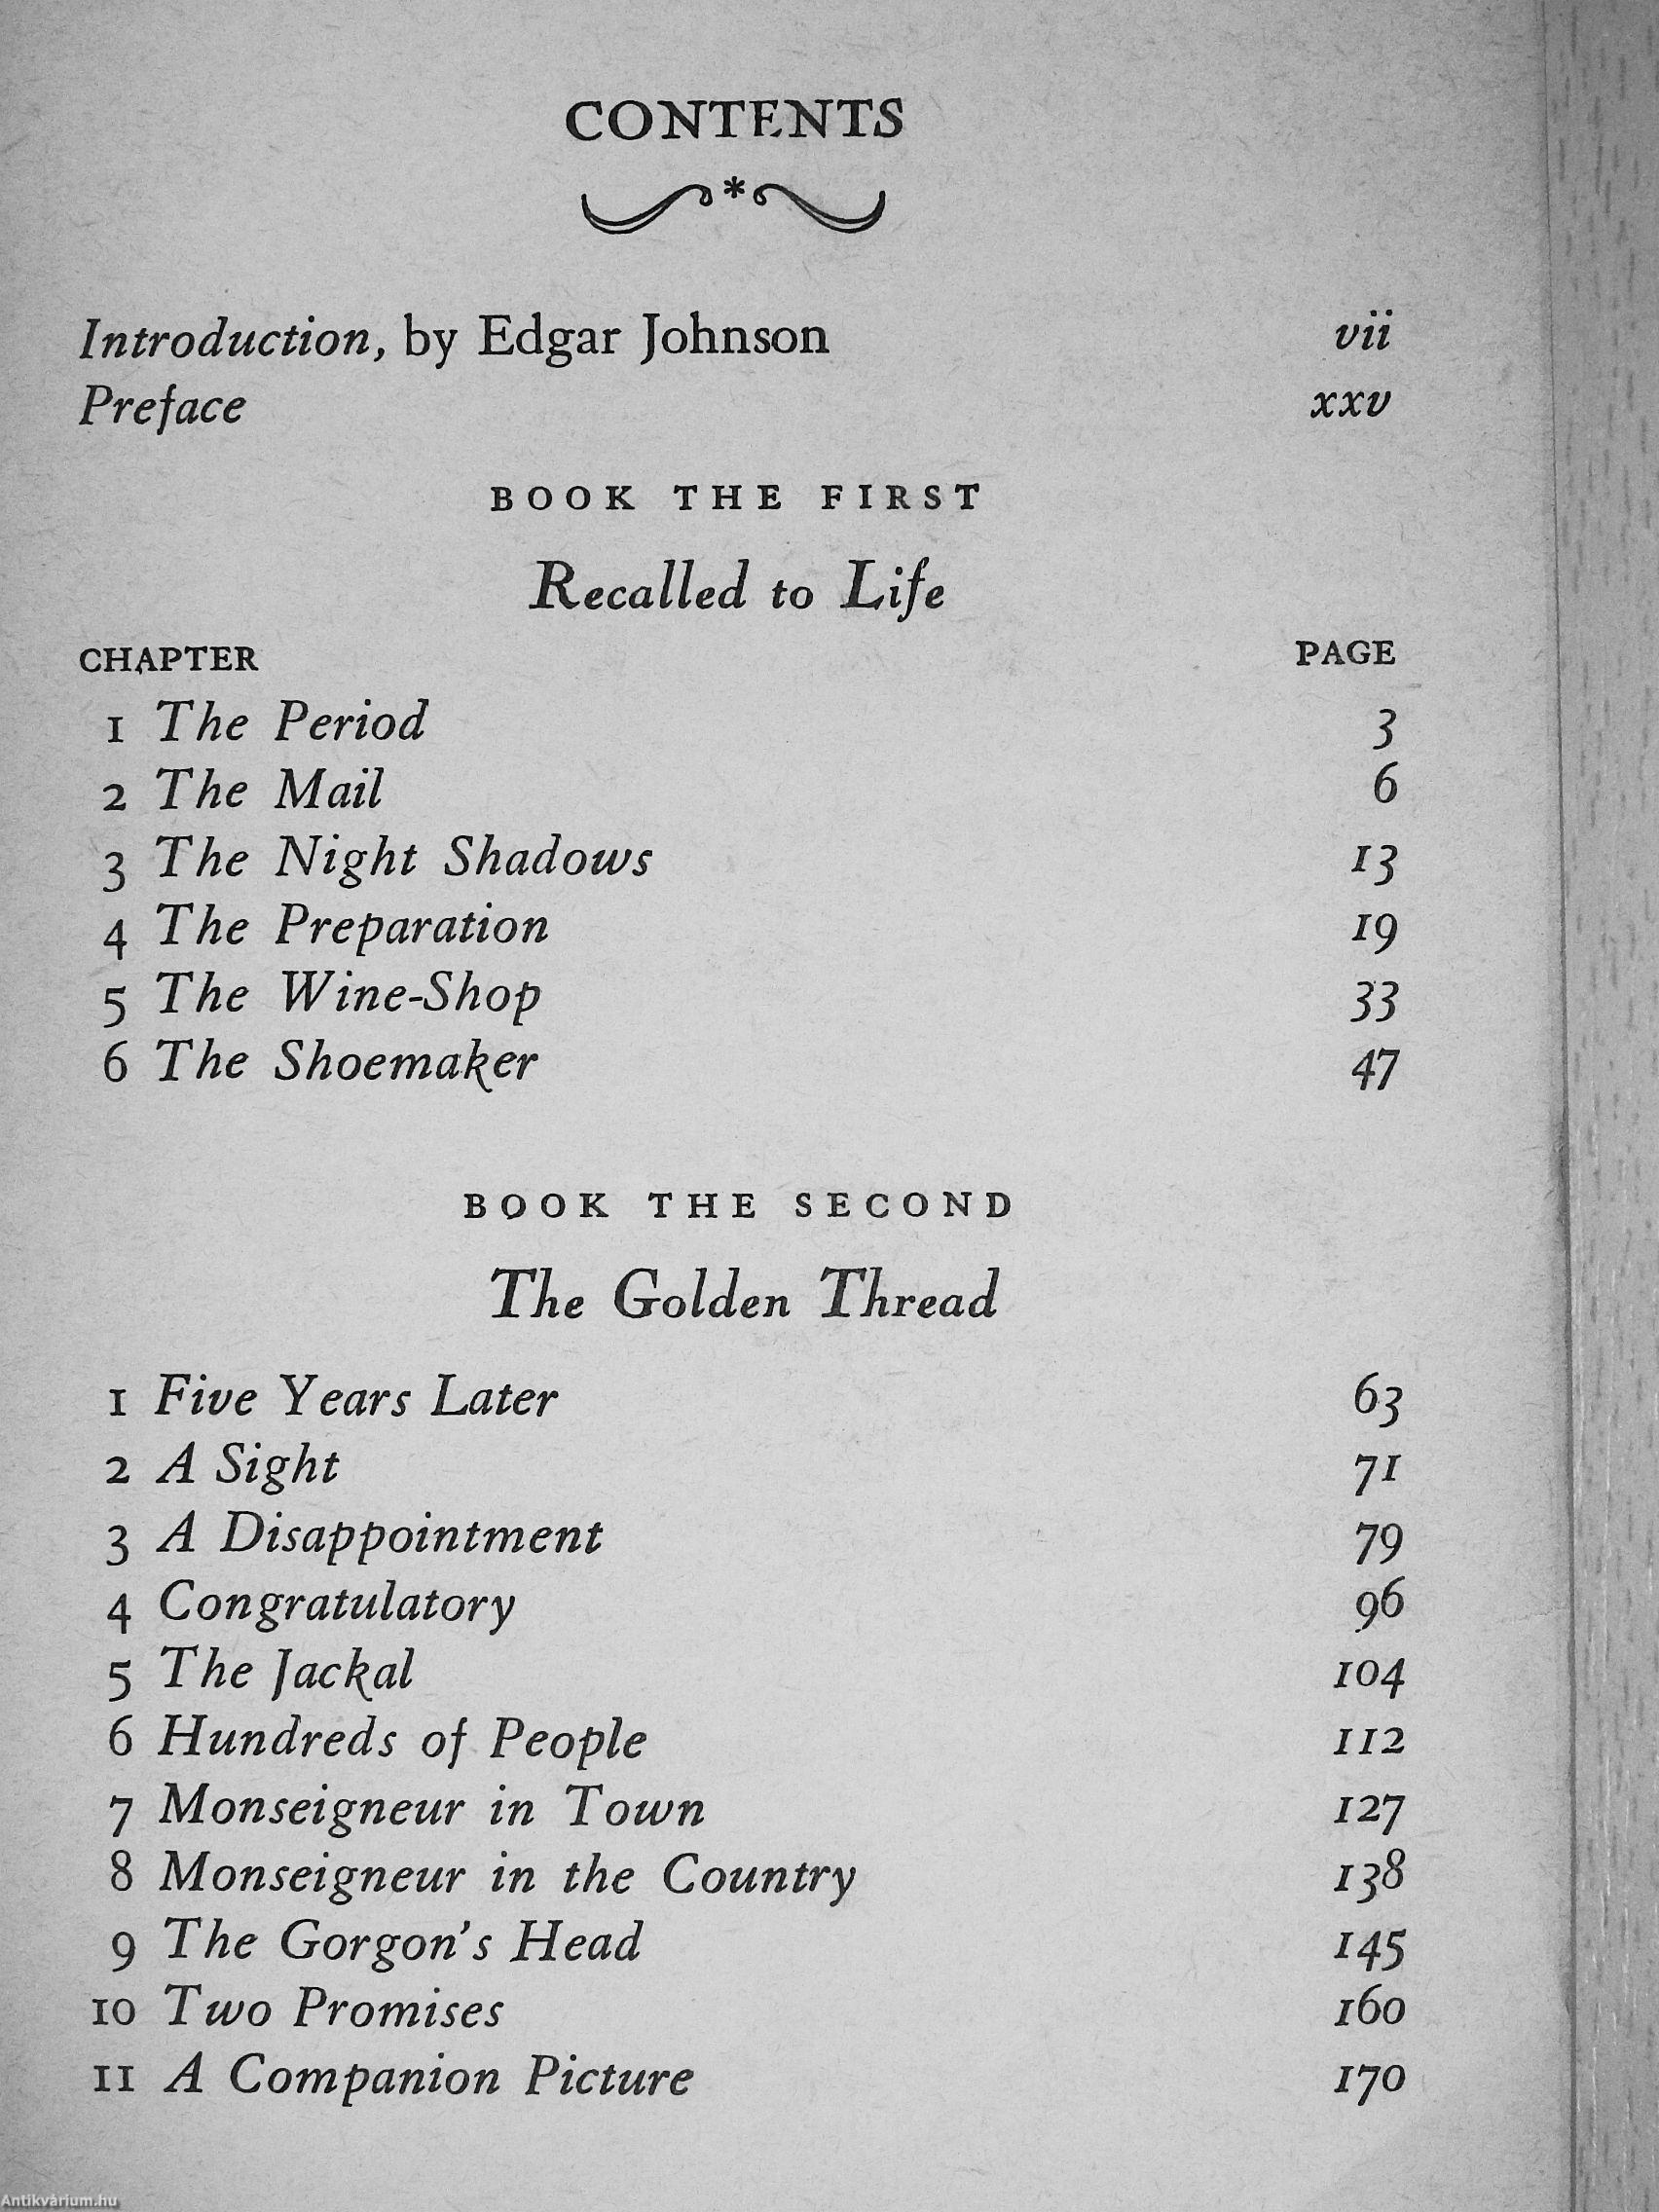 CONTENTS
*
Introduction, by Edgar Johnson vii
Preface xxv
BOOK THE FIRST
Recalled to Life
CHAPTER PAGE
1 The Period 3
2 The Mail 6
3 The Night Shadows 13
4 The Preparation 19
5 The Wine-Shop 33
6 The Shoemaker 47
BOOK THE SECOND
The Golden Thread
1 Five Years Later 63
2 A Sight 71
3 A Disappointment 79
4 Congratulatory 96
5 The Jackal 104
6 Hundreds of People 112
7 Monseigneur in Town 127
8 Monseigneur in the Country 138
9 The Gorgon's Head 145
10 Two Promises 160
11 A Companion Picture 170
Antikvárium.hu